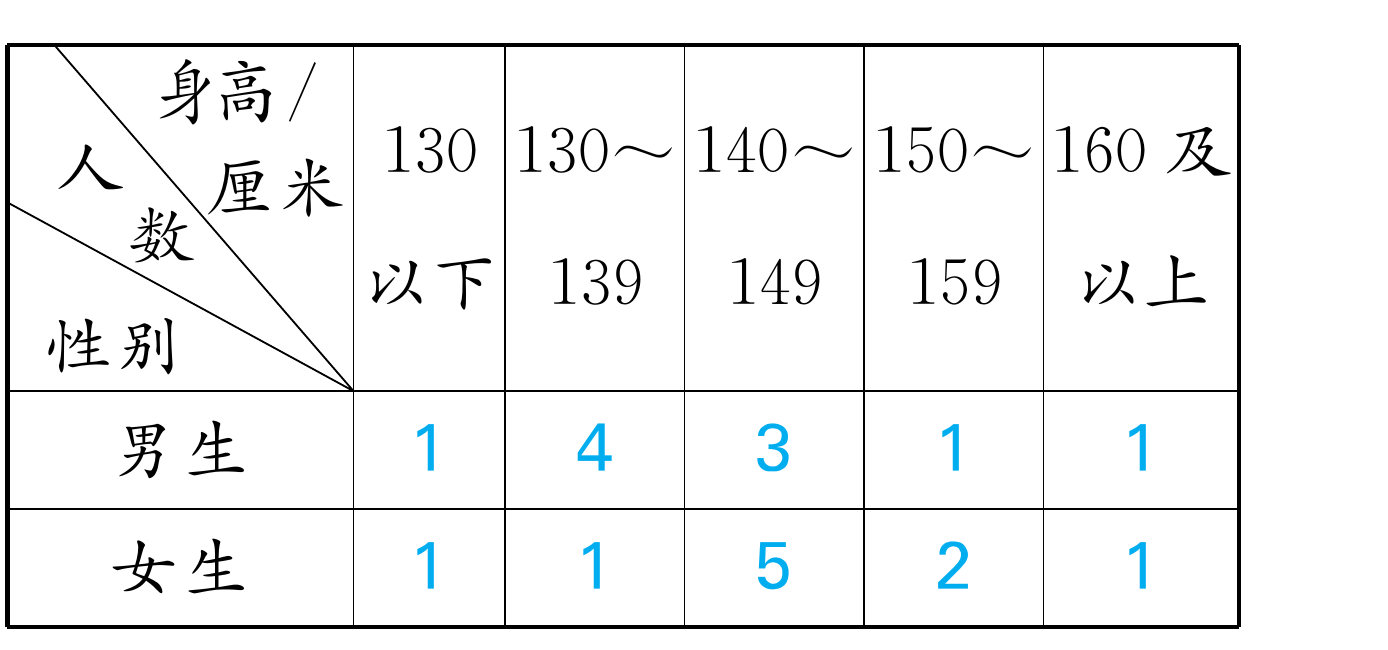 身高/
厘米
人
数
性别
130 130～ 140～ 150～ 160 及
以下 139 149 159 以上
男生 1 4 3 1 1
女生 1 1 5 2 1